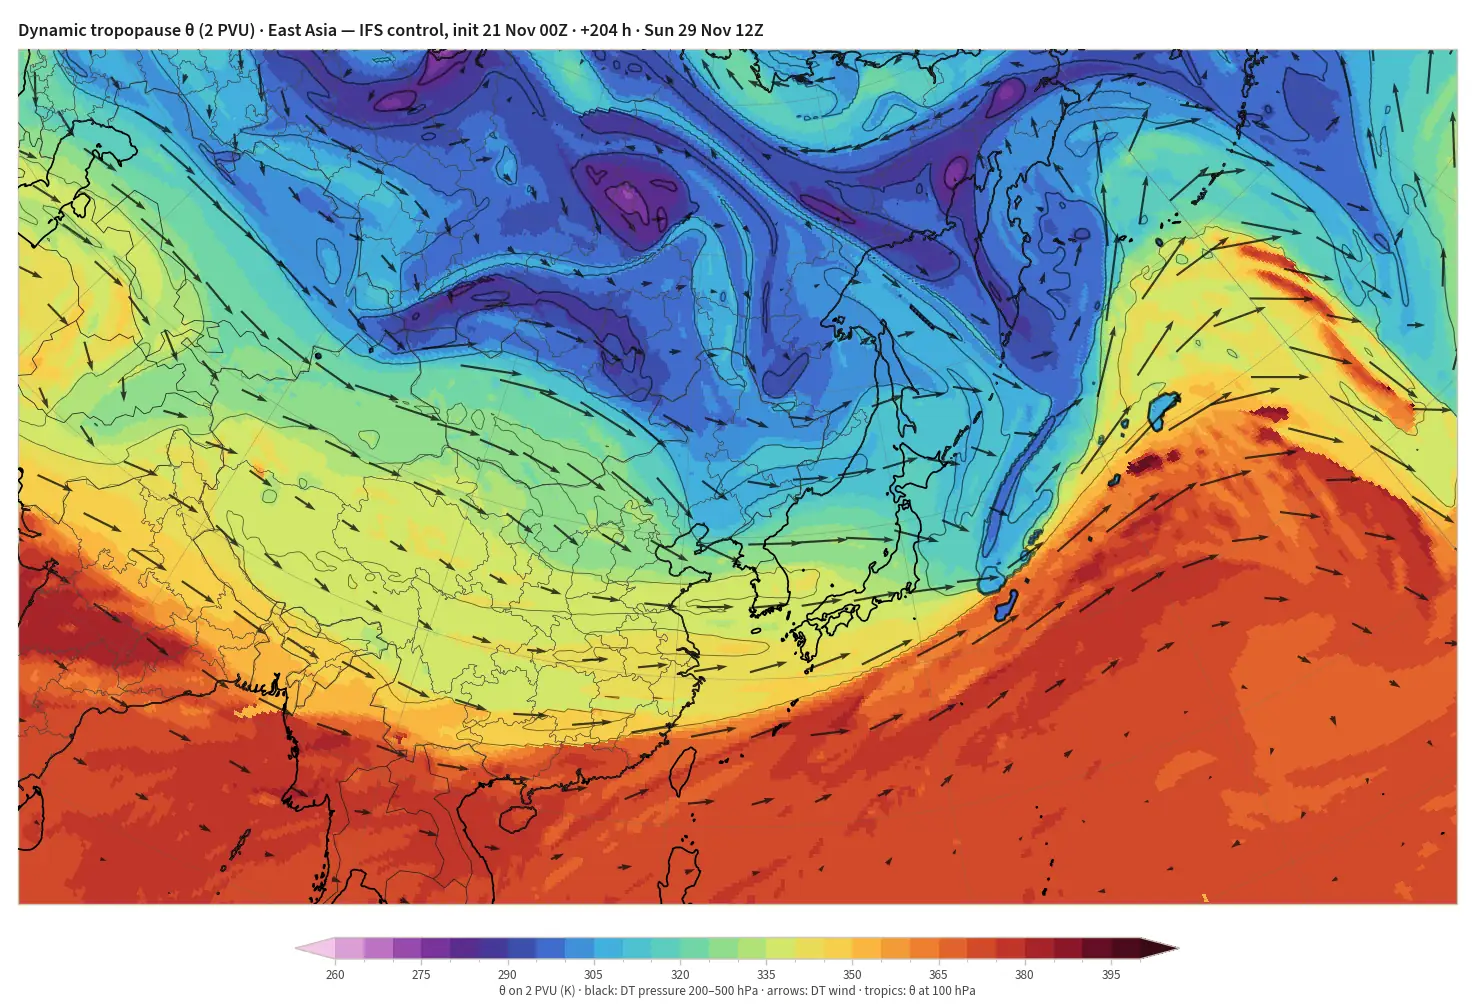 Dynamic tropopause θ (2 PVU) · East Asia — IFS control, init 21 Nov 00Z · +204 h · Sun 29 Nov 12Z
260 275 290 305 320 335 350 365 380 395
θ on 2 PVU (K) · black: DT pressure 200–500 hPa · arrows: DT wind · tropics: θ at 100 hPa